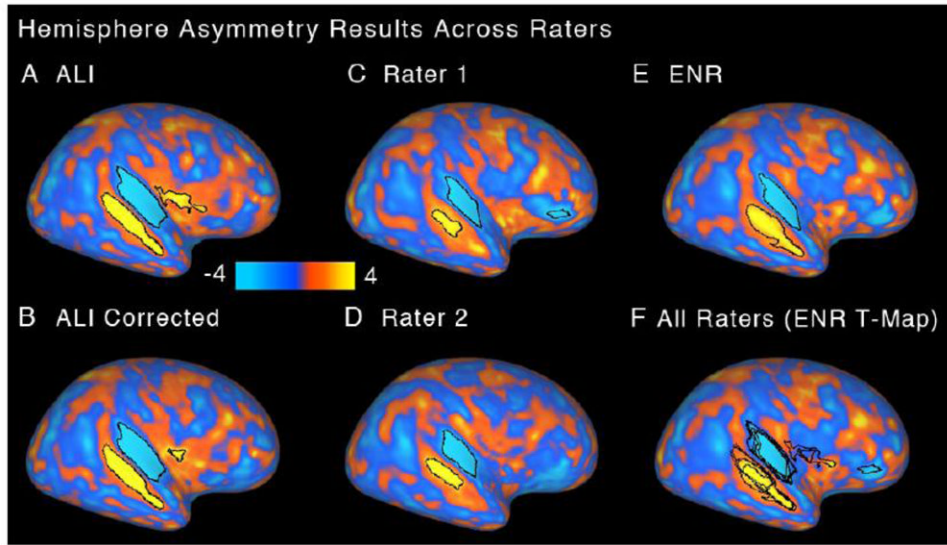 Hemisphere Asymmetry Results Across Raters
A ALI
C Rater 1
E ENR
-4
4
B ALI Corrected
D Rater 2
F All Raters (ENR T-Map)